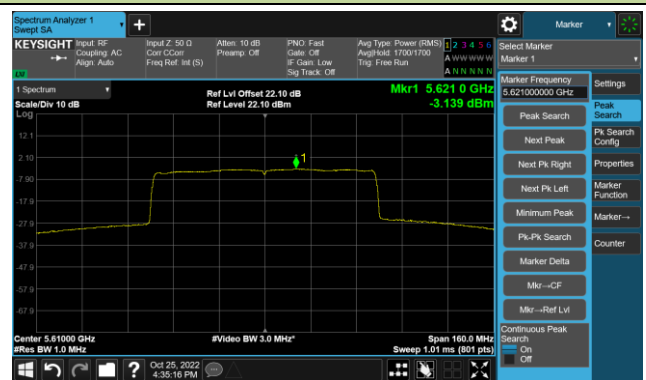 Spectrum Analyzer 1
Swept SA
+
Marker
KEYSIGHT
Input: RF
Coupling: AC
Align: Auto
Input Z: 50 Ω
Corr CCorr
Freq Ref: Int (S)
Atten: 10 dB
Preamp: Off
PNO: Fast
Gate: Off
IF Gain: Low
Sig Track: Off
Avg Type: Power (RMS)
Avg|Hold: 1700/1700
Trig: Free Run
1 2 3 4 5 6
A W W W W W
A N N N N N
LXI
Select Marker
Marker 1
1 Spectrum
Scale/Div 10 dB
Log
Ref Lvl Offset 22.10 dB
Ref Level 22.10 dBm
Mkr1 5.621 0 GHz
-3.139 dBm
12.1
2.10
-7.90
-17.9
-27.9
-37.9
-47.9
-57.9
-67.9
1
Center 5.61000 GHz
#Res BW 1.0 MHz
#Video BW 3.0 MHz*
Span 160.0 MHz
Sweep 1.01 ms (801 pts)
Marker Frequency
5.621000000 GHz
Peak Search
Next Peak
Next Pk Right
Next Pk Left
Minimum Peak
Pk-Pk Search
Marker Delta
Mkr→CF
Mkr→Ref Lvl
Continuous Peak
Search
On
Off
Settings
Peak
Search
Pk Search
Config
Properties
Marker
Function
Marker→
Counter
?
Oct 25, 2022
4:35:16 PM